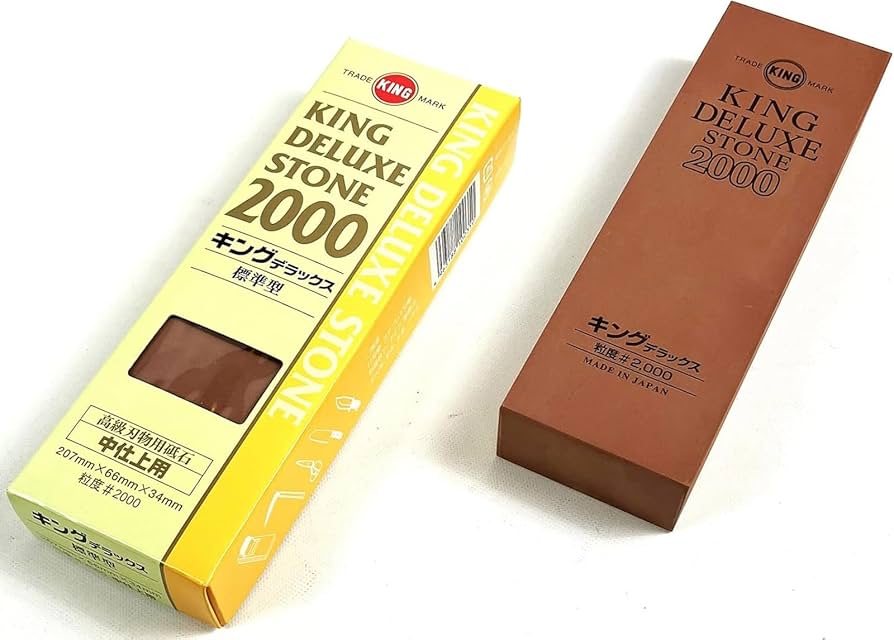 TRADE KING MARK
KING
DELUXE
STONE
2000
キングデラックス
標準型
高級刃物用砥石
中仕上用
207mm×66mm×34mm
粒度#2000
キングデラックス
標準型
KING DELUXE STONE
TRADE KING MARK
KING
DELUXE
STONE
2000
キングデラックス
粒度#2,000
MADE IN JAPAN